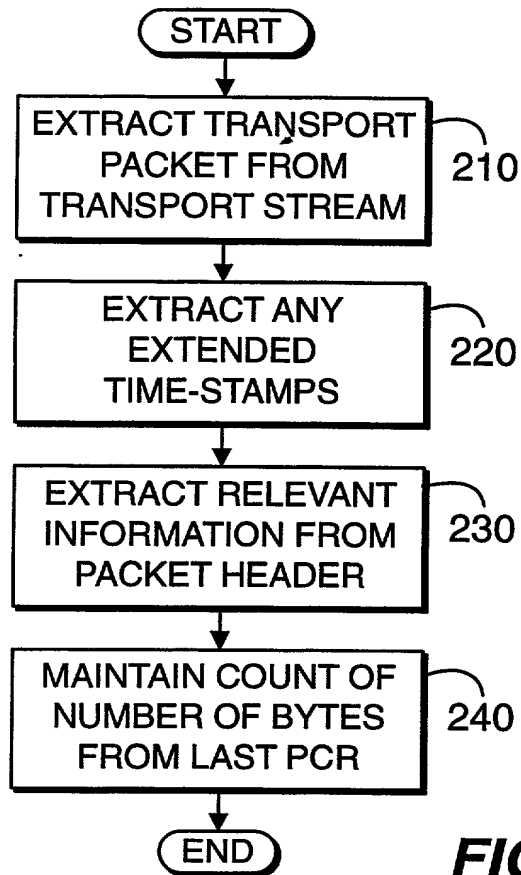 START
EXTRACT TRANSPORT
PACKET FROM
TRANSPORT STREAM
210
EXTRACT ANY
EXTENDED
TIME-STAMPS
220
EXTRACT RELEVANT
INFORMATION FROM
PACKET HEADER
230
MAINTAIN COUNT OF
NUMBER OF BYTES
FROM LAST PCR
240
END